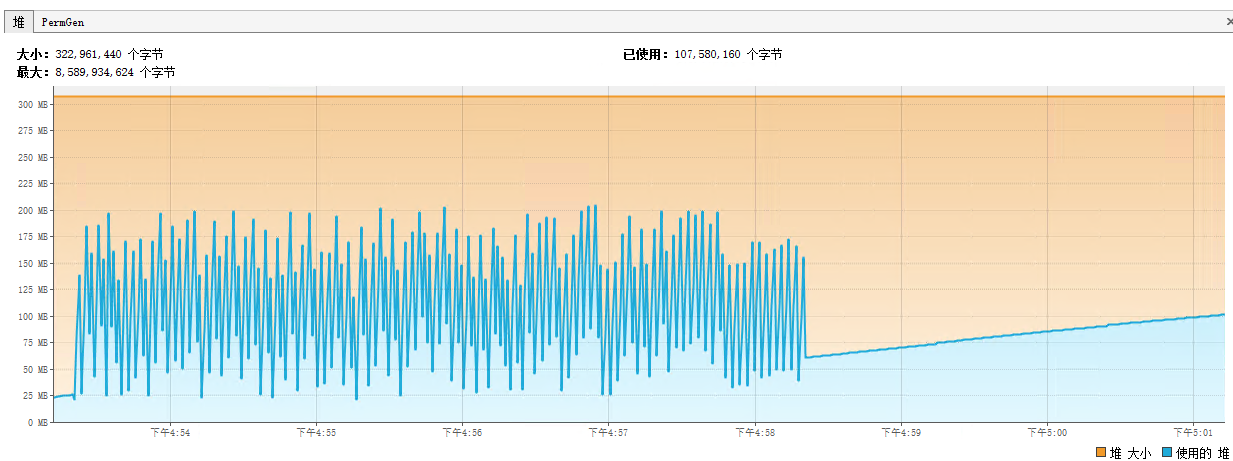 堆 PermGen ×
大小: 322,961,440 个字节 已使用: 107,580,160 个字节
最大: 8,589,934,624 个字节
300 MB
275 MB
250 MB
225 MB
200 MB
175 MB
150 MB
125 MB
100 MB
75 MB
50 MB
25 MB
0 MB
下午4:54 下午4:55 下午4:56 下午4:57 下午4:58 下午4:59 下午5:00 下午5:01
堆 大小 使用的 堆